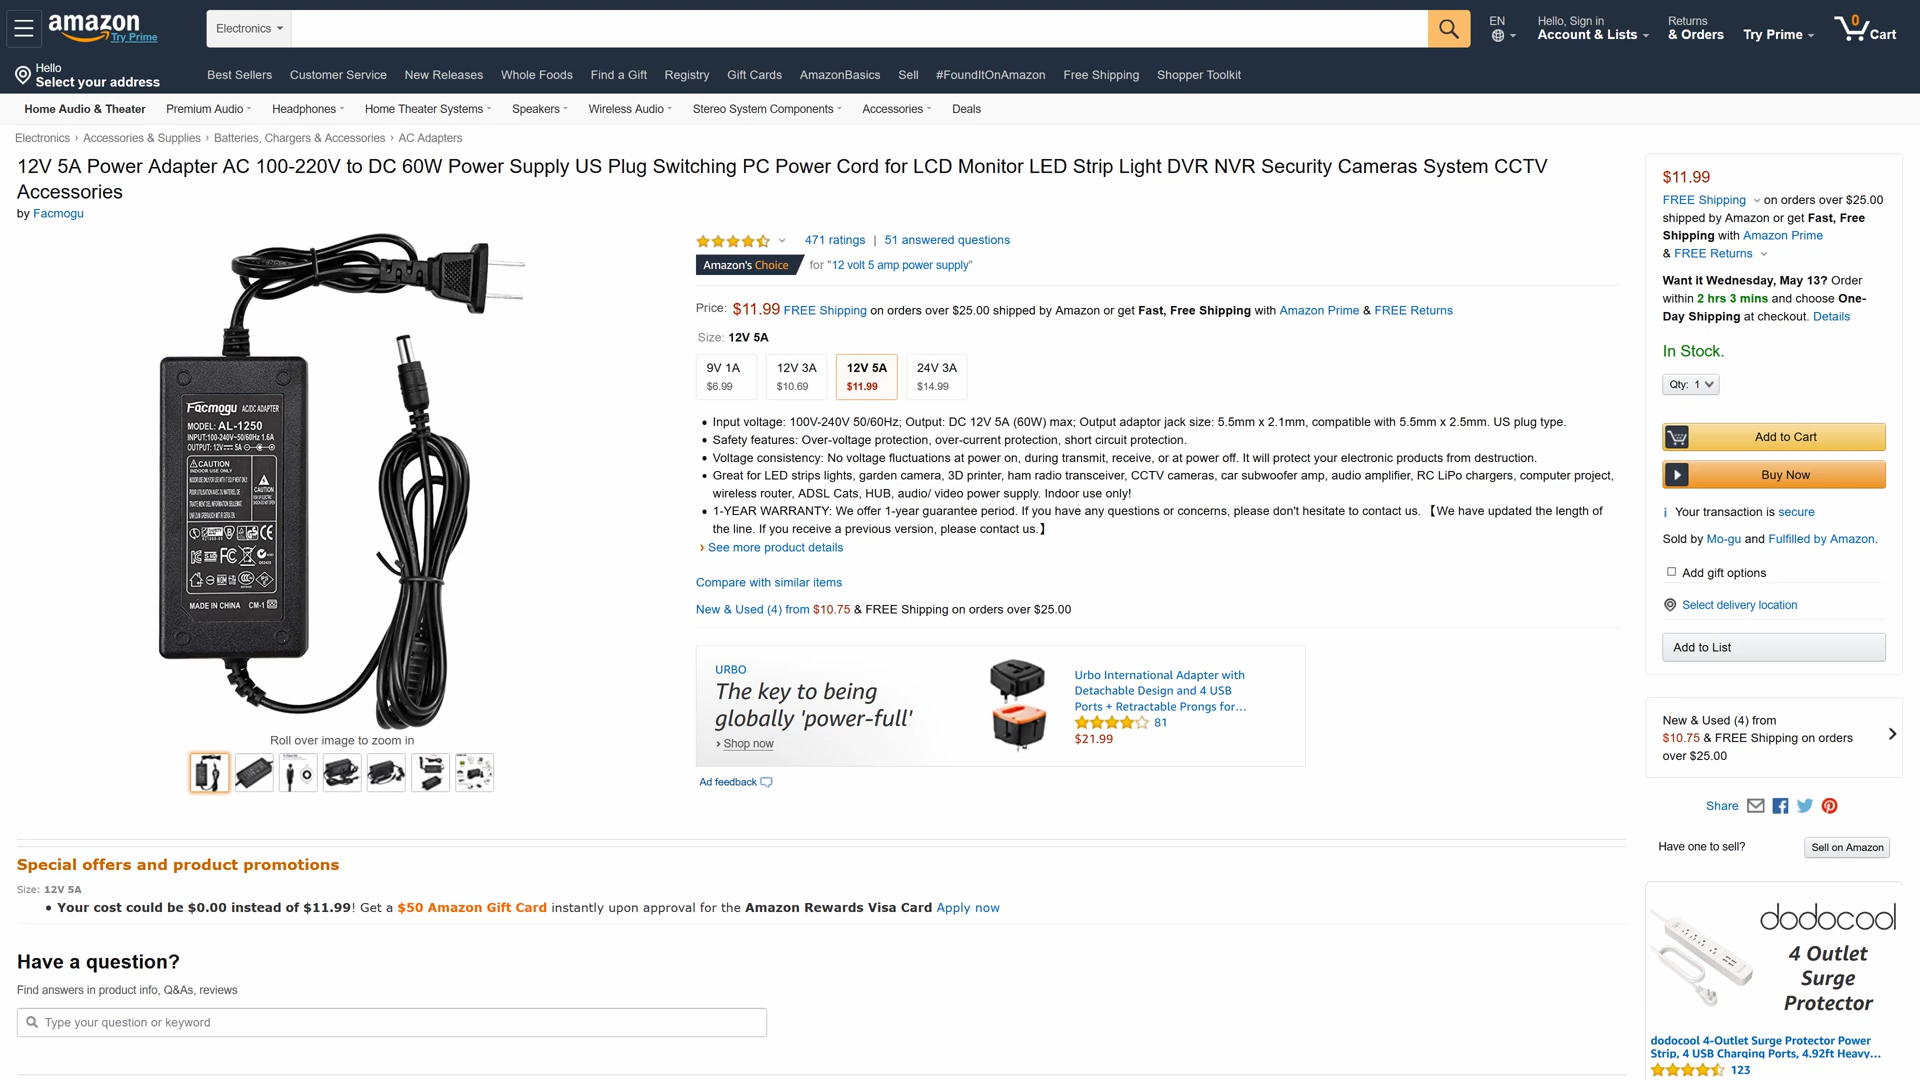 amazon
Try Prime
Electronics
EN
Hello, Sign in
Account & Lists
Returns
& Orders
Try Prime
0
Cart
Hello
Select your address
Best Sellers
Customer Service
New Releases
Whole Foods
Find a Gift
Registry
Gift Cards
AmazonBasics
Sell
#FoundItOnAmazon
Free Shipping
Shopper Toolkit
Home Audio & Theater
Premium Audio
Headphones
Home Theater Systems
Speakers
Wireless Audio
Stereo System Components
Accessories
Deals
Electronics › Accessories & Supplies › Batteries, Chargers & Accessories › AC Adapters
12V 5A Power Adapter AC 100-220V to DC 60W Power Supply US Plug Switching PC Power Cord for LCD Monitor LED Strip Light DVR NVR Security Cameras System CCTV
Accessories
by Facmogu
Facmogu AC/DC ADAPTER
MODEL: AL-1250
INPUT:100-240V~50/60Hz 1.6A
OUTPUT: 12V 5A
CAUTION
INDOOR USE ONLY
CAUTION
MADE IN CHINA CM-1
Roll over image to zoom in
471 ratings | 51 answered questions
Amazon's Choice for "12 volt 5 amp power supply"
Price: $11.99 FREE Shipping on orders over $25.00 shipped by Amazon or get Fast, Free Shipping with Amazon Prime & FREE Returns
Size: 12V 5A
9V 1A
$6.99
12V 3A
$10.69
12V 5A
$11.99
24V 3A
$14.99
• Input voltage: 100V-240V 50/60Hz; Output: DC 12V 5A (60W) max; Output adaptor jack size: 5.5mm x 2.1mm, compatible with 5.5mm x 2.5mm. US plug type.
• Safety features: Over-voltage protection, over-current protection, short circuit protection.
• Voltage consistency: No voltage fluctuations at power on, during transmit, receive, or at power off. It will protect your electronic products from destruction.
• Great for LED strips lights, garden camera, 3D printer, ham radio transceiver, CCTV cameras, car subwoofer amp, audio amplifier, RC LiPo chargers, computer project,
wireless router, ADSL Cats, HUB, audio/ video power supply. Indoor use only!
• 1-YEAR WARRANTY: We offer 1-year guarantee period. If you have any questions or concerns, please don't hesitate to contact us. 【We have updated the length of
the line. If you receive a previous version, please contact us.】
› See more product details
Compare with similar items
New & Used (4) from $10.75 & FREE Shipping on orders over $25.00
URBO
The key to being
globally 'power-full'
› Shop now
Urbo International Adapter with
Detachable Design and 4 USB
Ports + Retractable Prongs for…
81
$21.99
Ad feedback
$11.99
FREE Shipping on orders over $25.00
shipped by Amazon or get Fast, Free
Shipping with Amazon Prime
& FREE Returns
Want it Wednesday, May 13? Order
within 2 hrs 3 mins and choose One-
Day Shipping at checkout. Details
In Stock.
Qty: 1
Add to Cart
Buy Now
Your transaction is secure
Sold by Mo-gu and Fulfilled by Amazon.
Add gift options
Select delivery location
Add to List
New & Used (4) from
$10.75 & FREE Shipping on orders
over $25.00
Share
Have one to sell?
Sell on Amazon
dodocool
4 Outlet
Surge
Protector
dodocool 4-Outlet Surge Protector Power
Strip, 4 USB Charging Ports, 4.92ft Heavy…
123
Special offers and product promotions
Size: 12V 5A
• Your cost could be $0.00 instead of $11.99! Get a $50 Amazon Gift Card instantly upon approval for the Amazon Rewards Visa Card Apply now
Have a question?
Find answers in product info, Q&As, reviews
Type your question or keyword